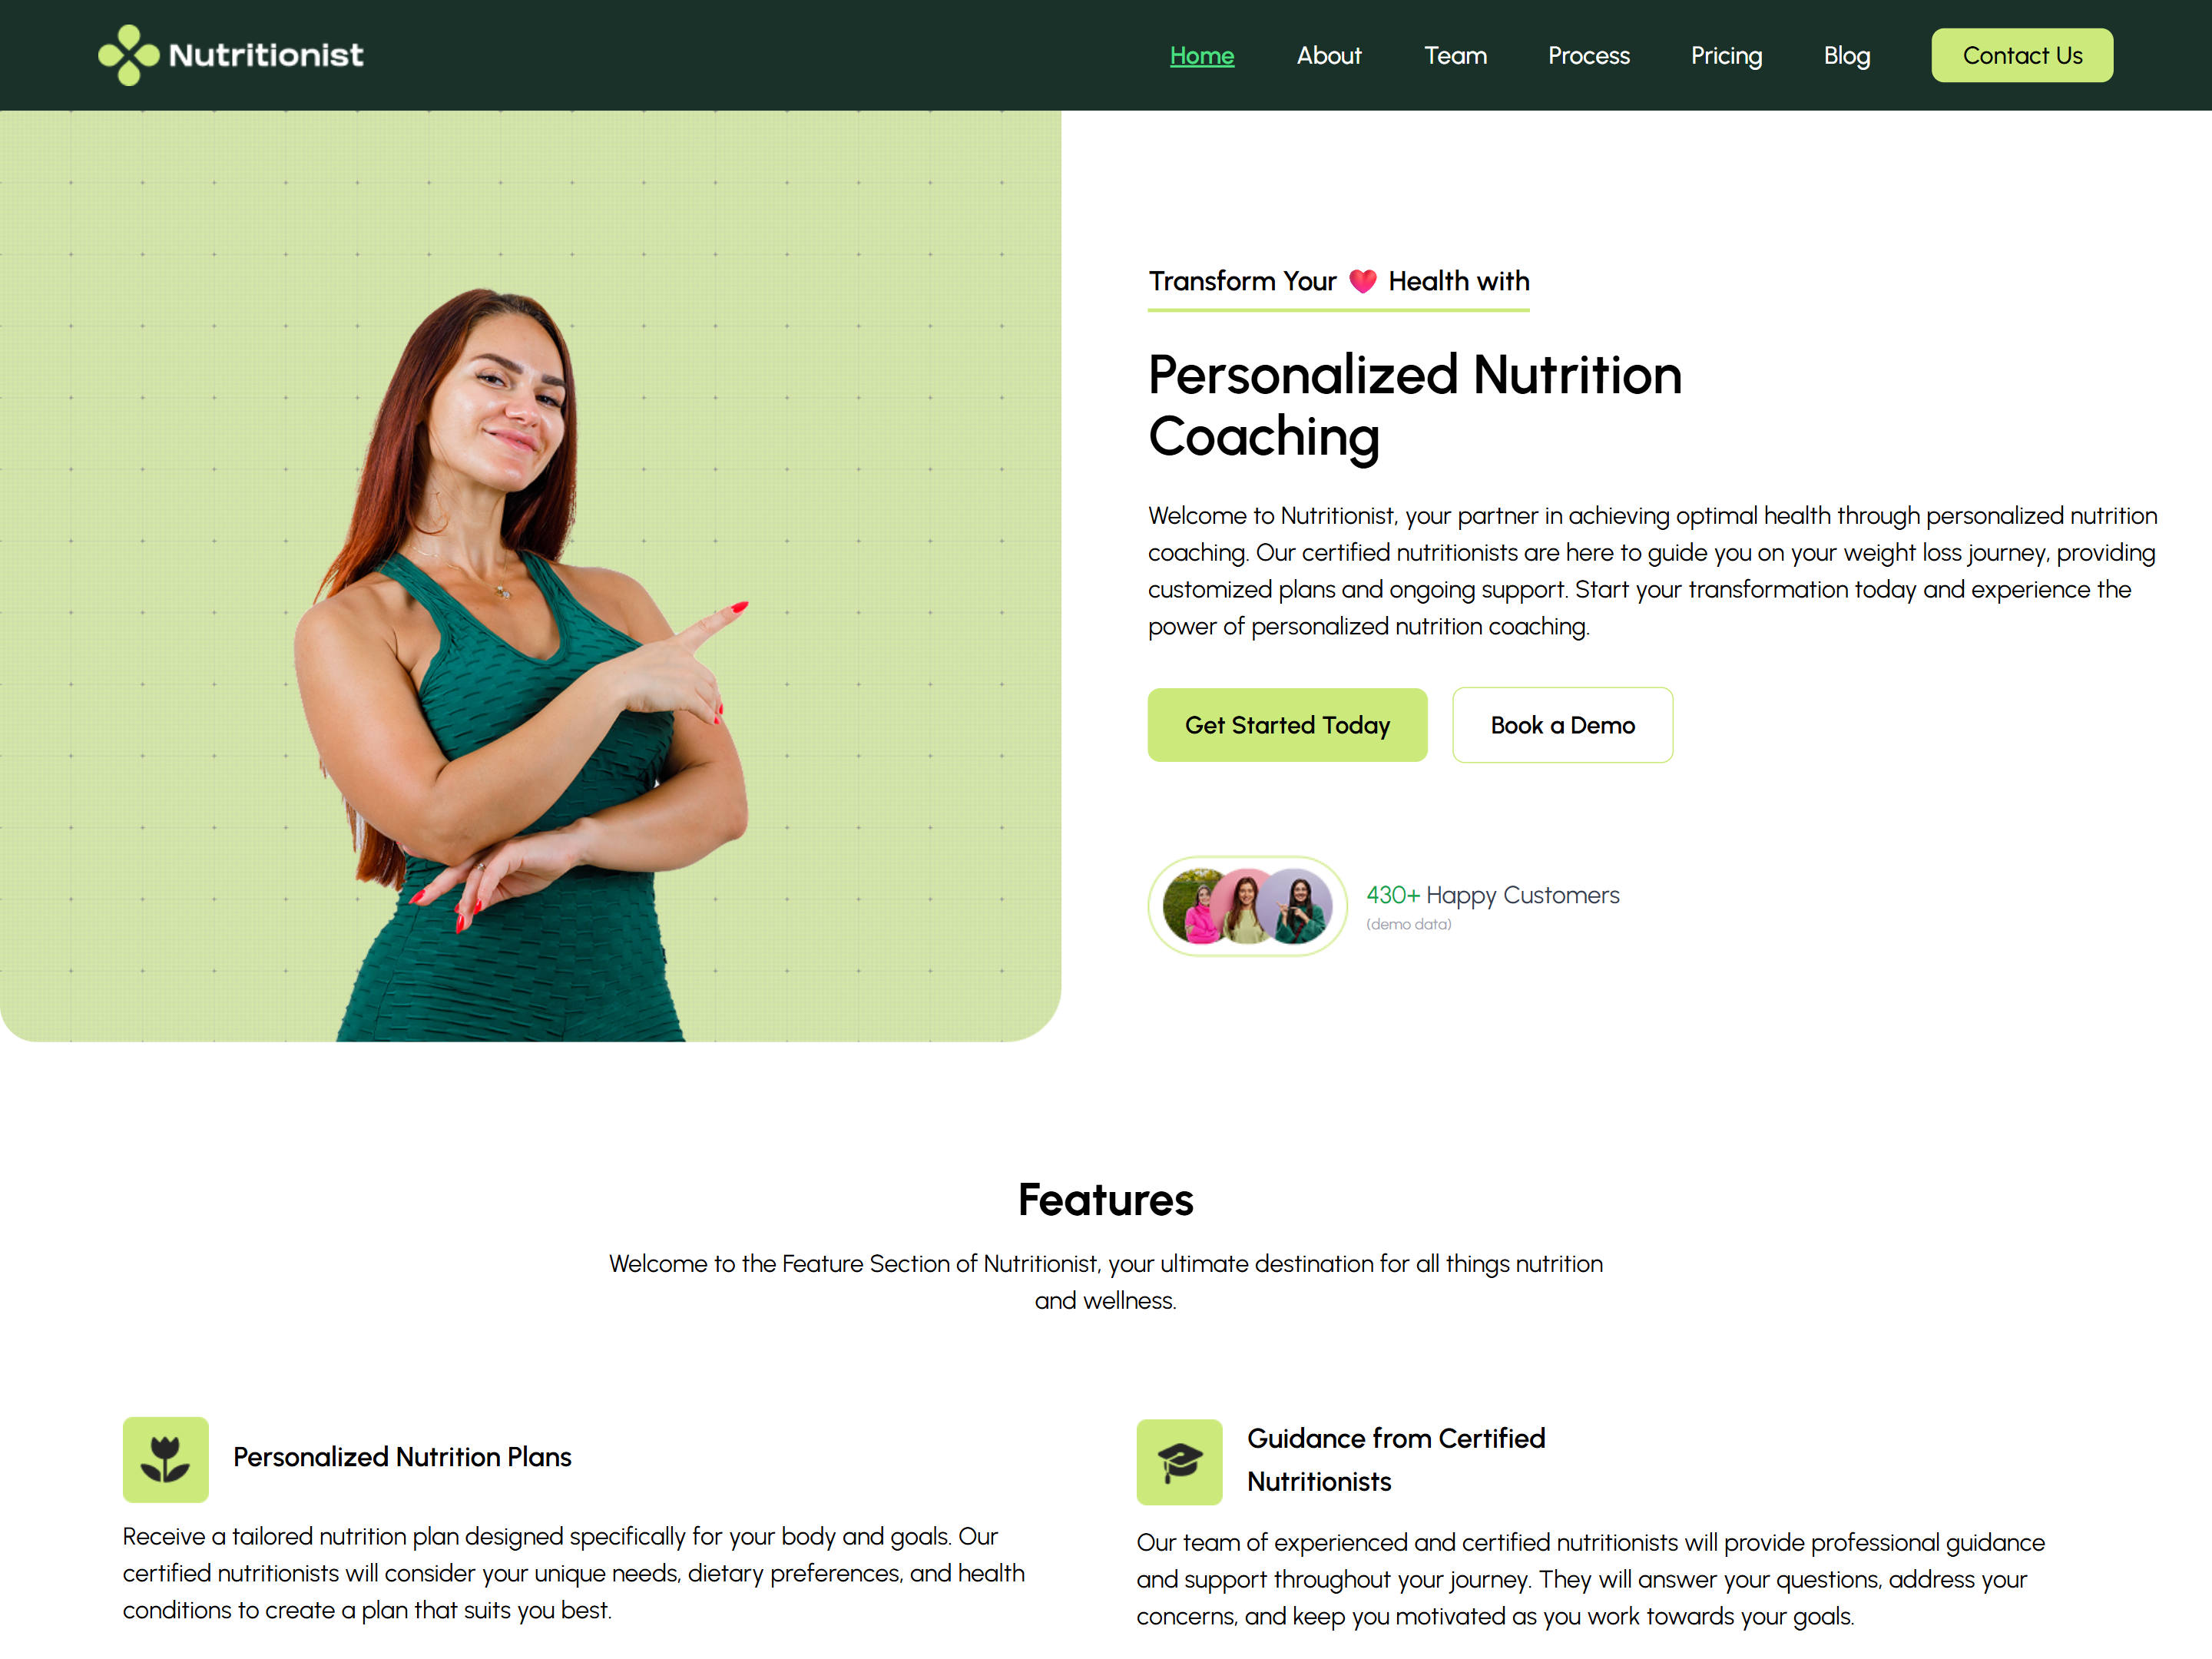 Nutritionist
Home
About
Team
Process
Pricing
Blog
Contact Us
Transform Your ❤️ Health with
Personalized Nutrition
Coaching
Welcome to Nutritionist, your partner in achieving optimal health through personalized nutrition
coaching. Our certified nutritionists are here to guide you on your weight loss journey, providing
customized plans and ongoing support. Start your transformation today and experience the
power of personalized nutrition coaching.
Get Started Today
Book a Demo
430+ Happy Customers
(demo data)
Features
Welcome to the Feature Section of Nutritionist, your ultimate destination for all things nutrition
and wellness.
Personalized Nutrition Plans
Receive a tailored nutrition plan designed specifically for your body and goals. Our
certified nutritionists will consider your unique needs, dietary preferences, and health
conditions to create a plan that suits you best.
Guidance from Certified
Nutritionists
Our team of experienced and certified nutritionists will provide professional guidance
and support throughout your journey. They will answer your questions, address your
concerns, and keep you motivated as you work towards your goals.